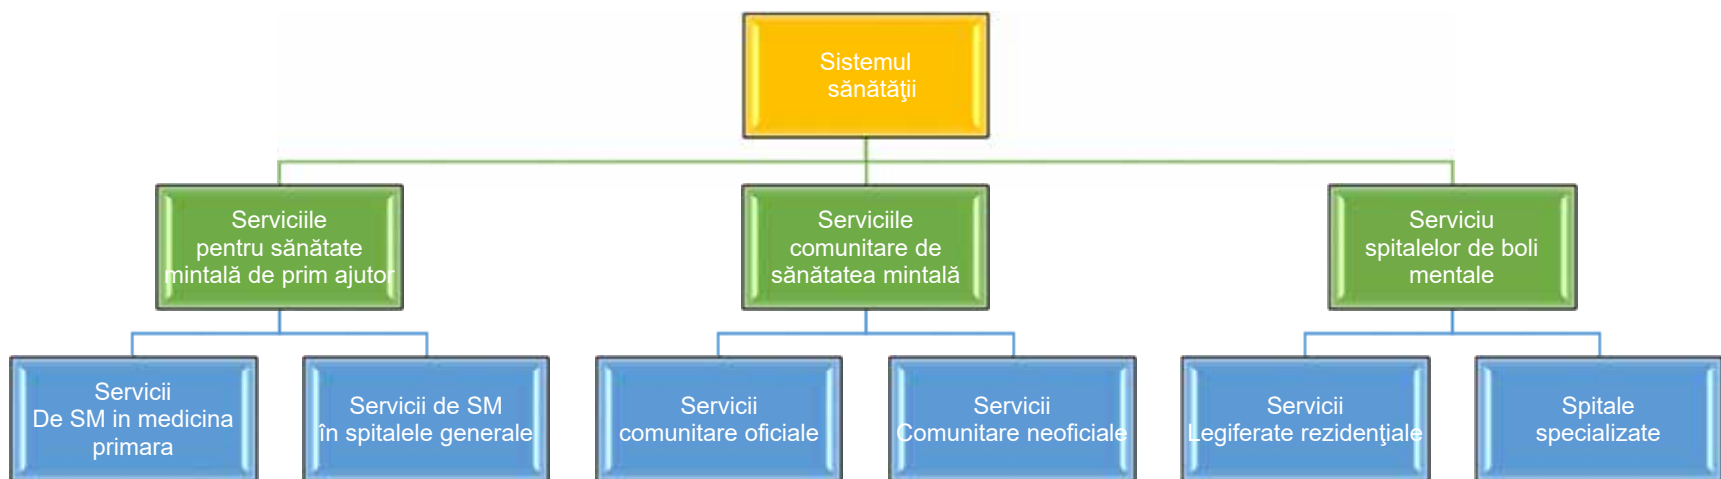 Sistemul
sănătăţii
Serviciile
pentru sănătate
mintală de prim ajutor
Serviciile
comunitare de
sănătatea mintală
Serviciu
spitalelor de boli
mentale
Servicii
De SM in medicina
primara
Servicii de SM
în spitalele generale
Servicii
comunitare oficiale
Servicii
Comunitare neoficiale
Servicii
Legiferate rezidenţiale
Spitale
specializate